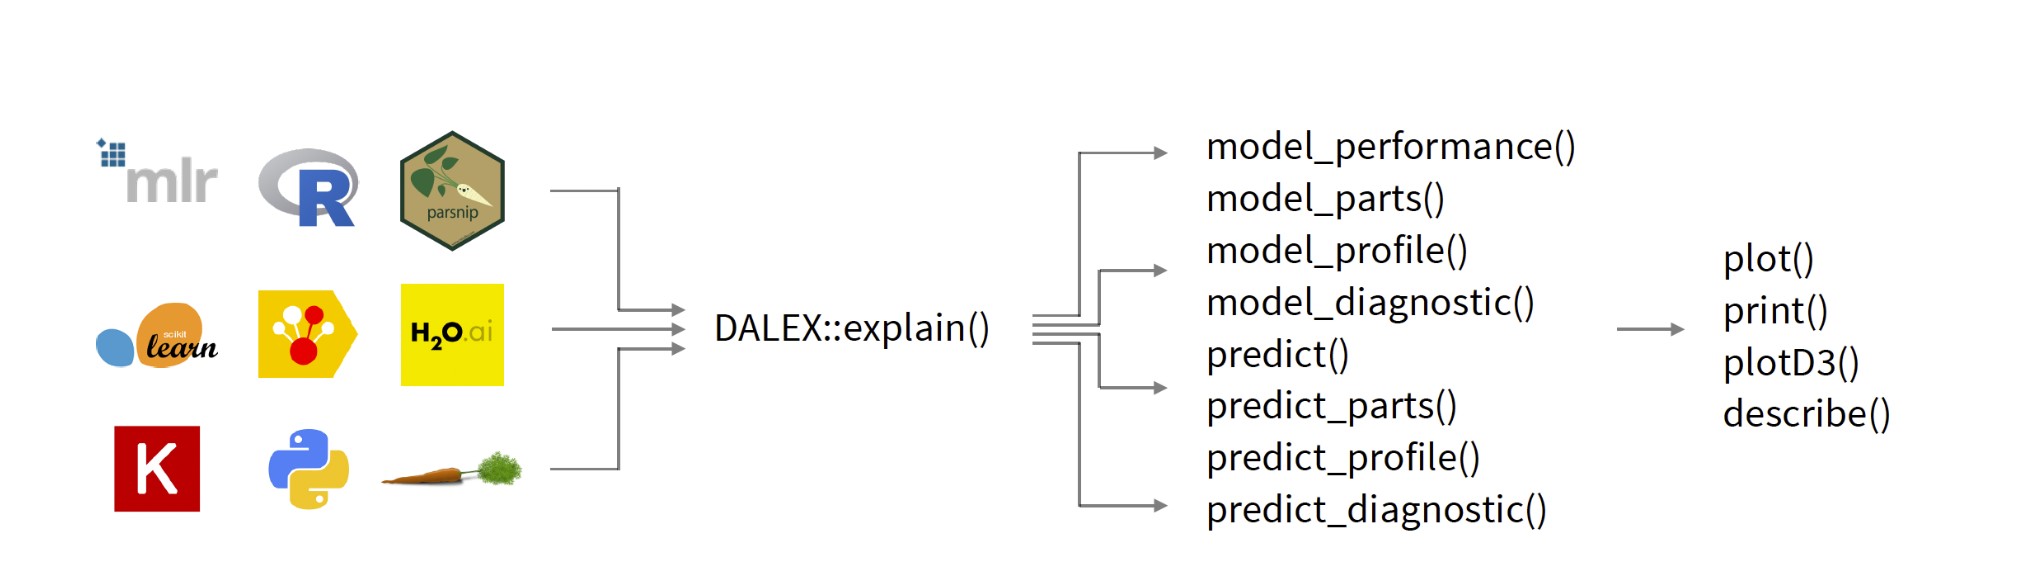 mlr
R
parsnip
scikit
learn
H2O.ai
K
DALEX::explain()
model_performance()
model_parts()
model_profile()
model_diagnostic()
predict()
predict_parts()
predict_profile()
predict_diagnostic()
plot()
print()
plotD3()
describe()